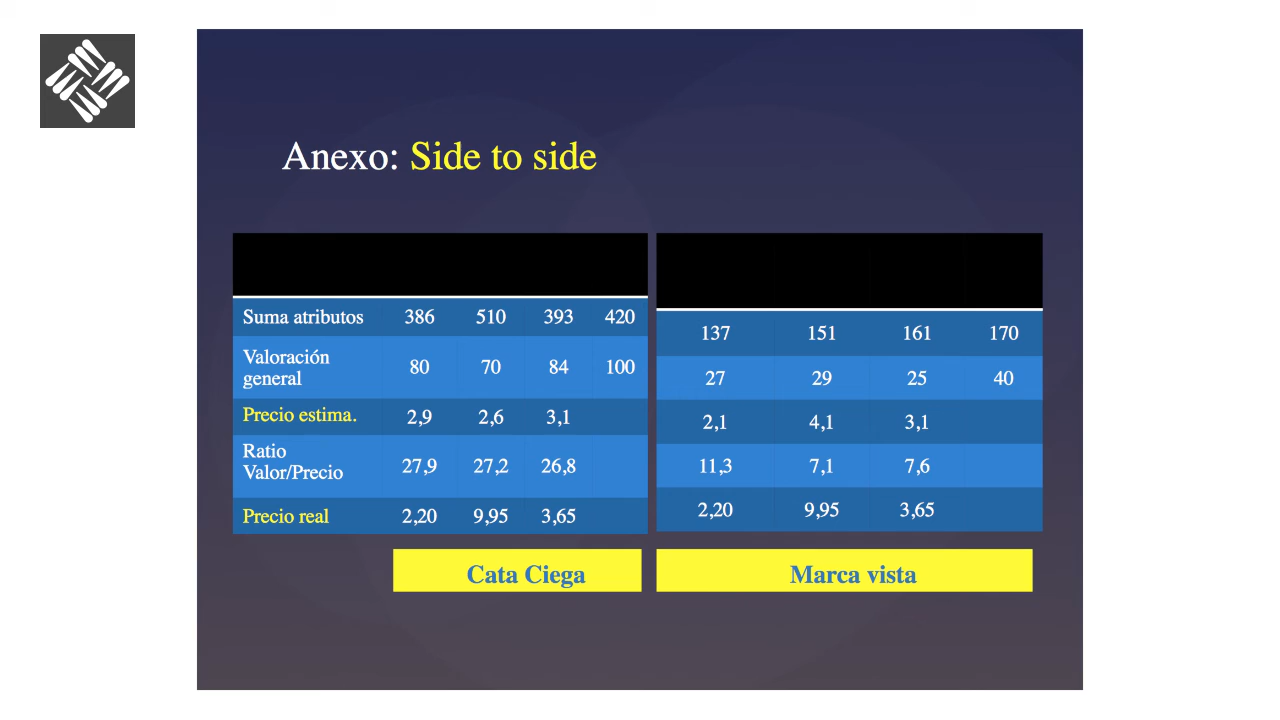 Anexo: Side to side
Suma atributos 386 510 393 420
Valoración
general 80 70 84 100
Precio estima. 2,9 2,6 3,1
Ratio
Valor/Precio 27,9 27,2 26,8
Precio real 2,20 9,95 3,65
137 151 161 170
27 29 25 40
2,1 4,1 3,1
11,3 7,1 7,6
2,20 9,95 3,65
Cata Ciega
Marca vista